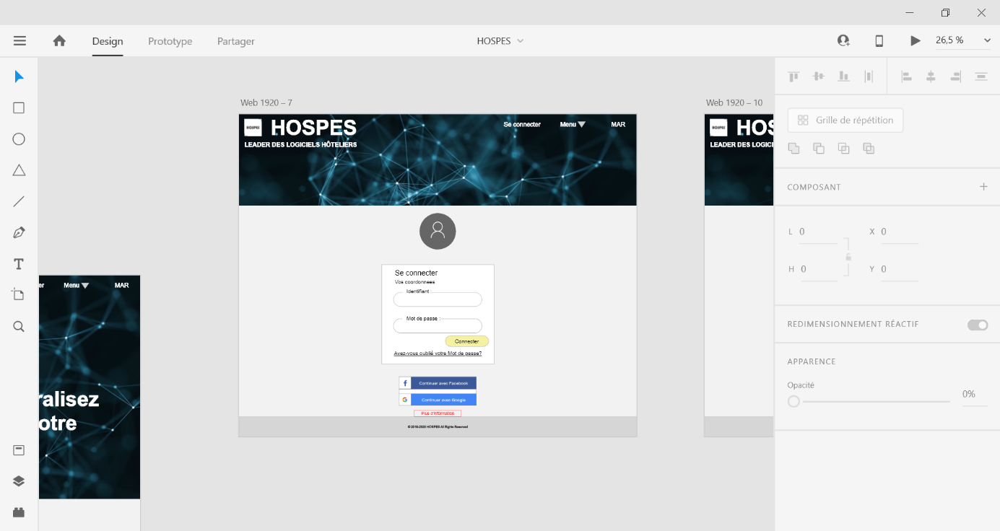 Design
Prototype
Partager
HOSPES
26,5 %
Web 1920 – 7
Web 1920 – 10
HOSPES
HOSPES
LEADER DES LOGICIELS HÔTELIERS
Se connecter
Menu
MAR
HOSPES
HOS
LEADER DES LOGICI
Se connecter
Vos coordonnees
Identifiant :
Mot de passe :
Connecter
Avez-vous oublié votre Mot de passe?
Continuer avec Facebook
Continuer avec Google
Plus d'information
© 2019-2020 HOSPES All Rights Reserved
er
Menu
MAR
ralisez
otre
Grille de répétition
COMPOSANT
L 0
X 0
H 0
Y 0
REDIMENSIONNEMENT RÉACTIF
APPARENCE
Opacité
0%